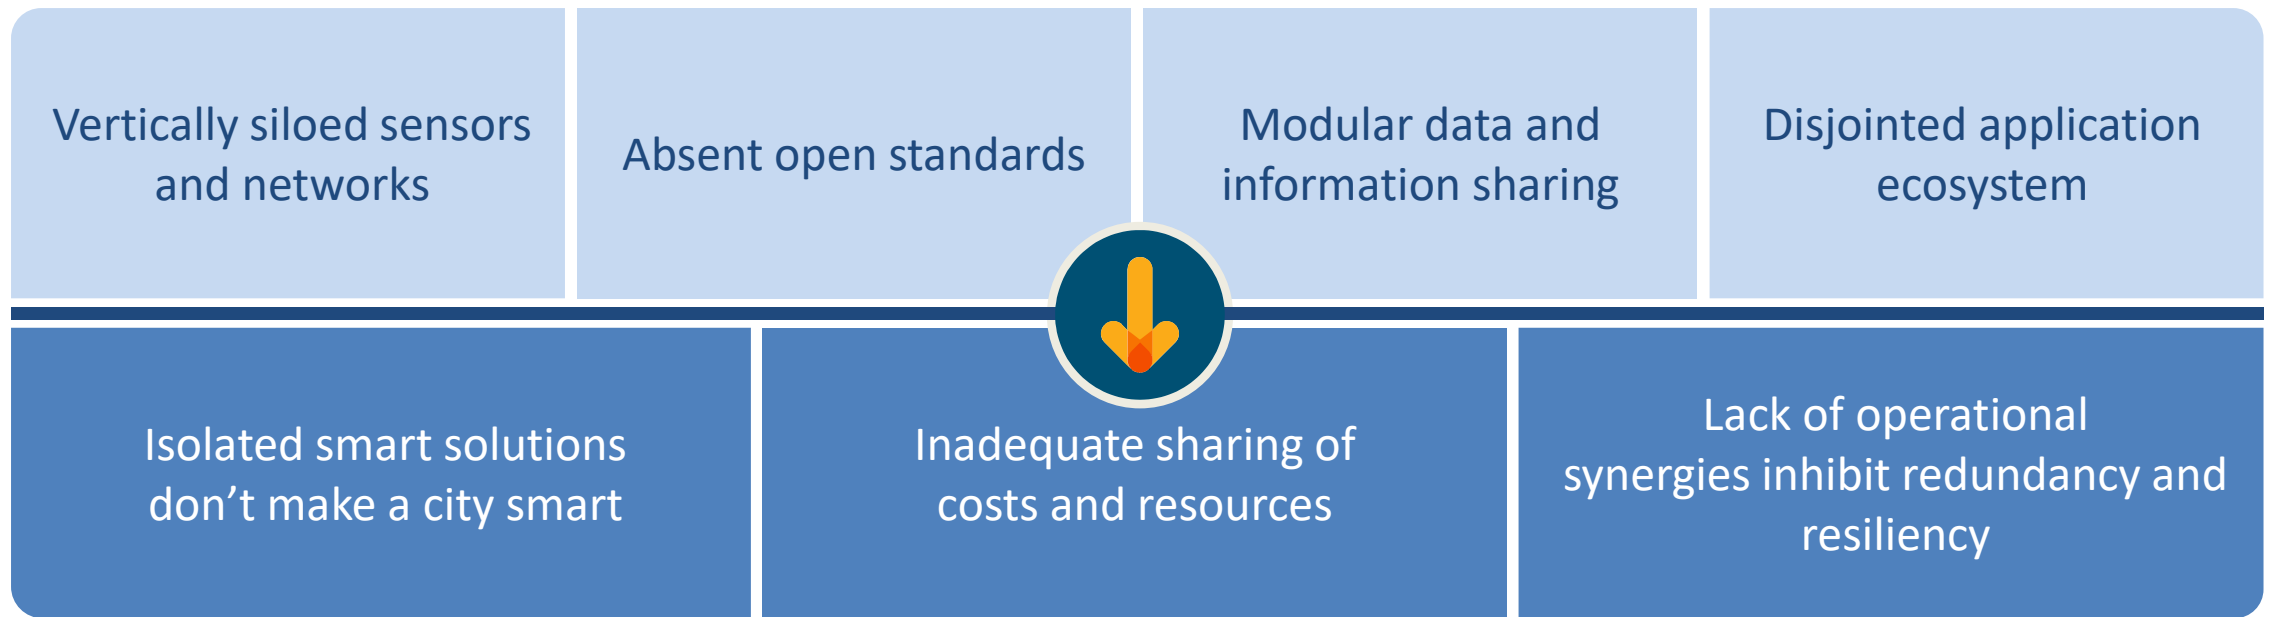 Vertically siloed sensors
and networks
Absent open standards
Modular data and
information sharing
Disjointed application
ecosystem
Isolated smart solutions
don’t make a city smart
Inadequate sharing of
costs and resources
Lack of operational
synergies inhibit redundancy and
resiliency